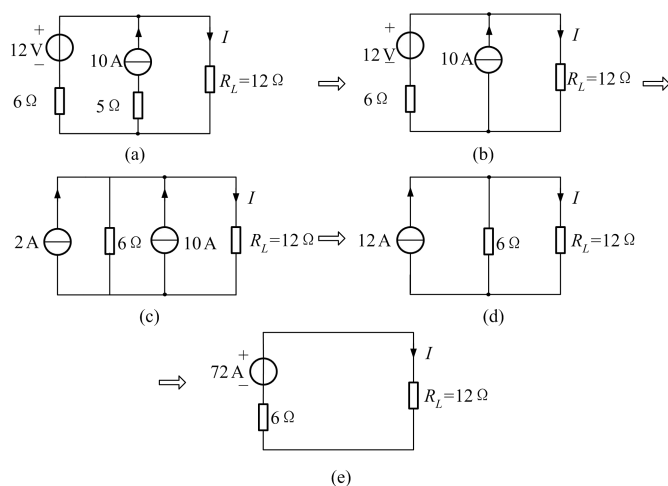 +
I
12 V
−
10 A
R_L=12 Ω
6 Ω
5 Ω
(a)
+
I
12 V
−
10 A
R_L=12 Ω
6 Ω
(b)
I
2 A
6 Ω
10 A
R_L=12 Ω
(c)
I
12 A
6 Ω
R_L=12 Ω
(d)
+
I
72 A
−
R_L=12 Ω
6 Ω
(e)